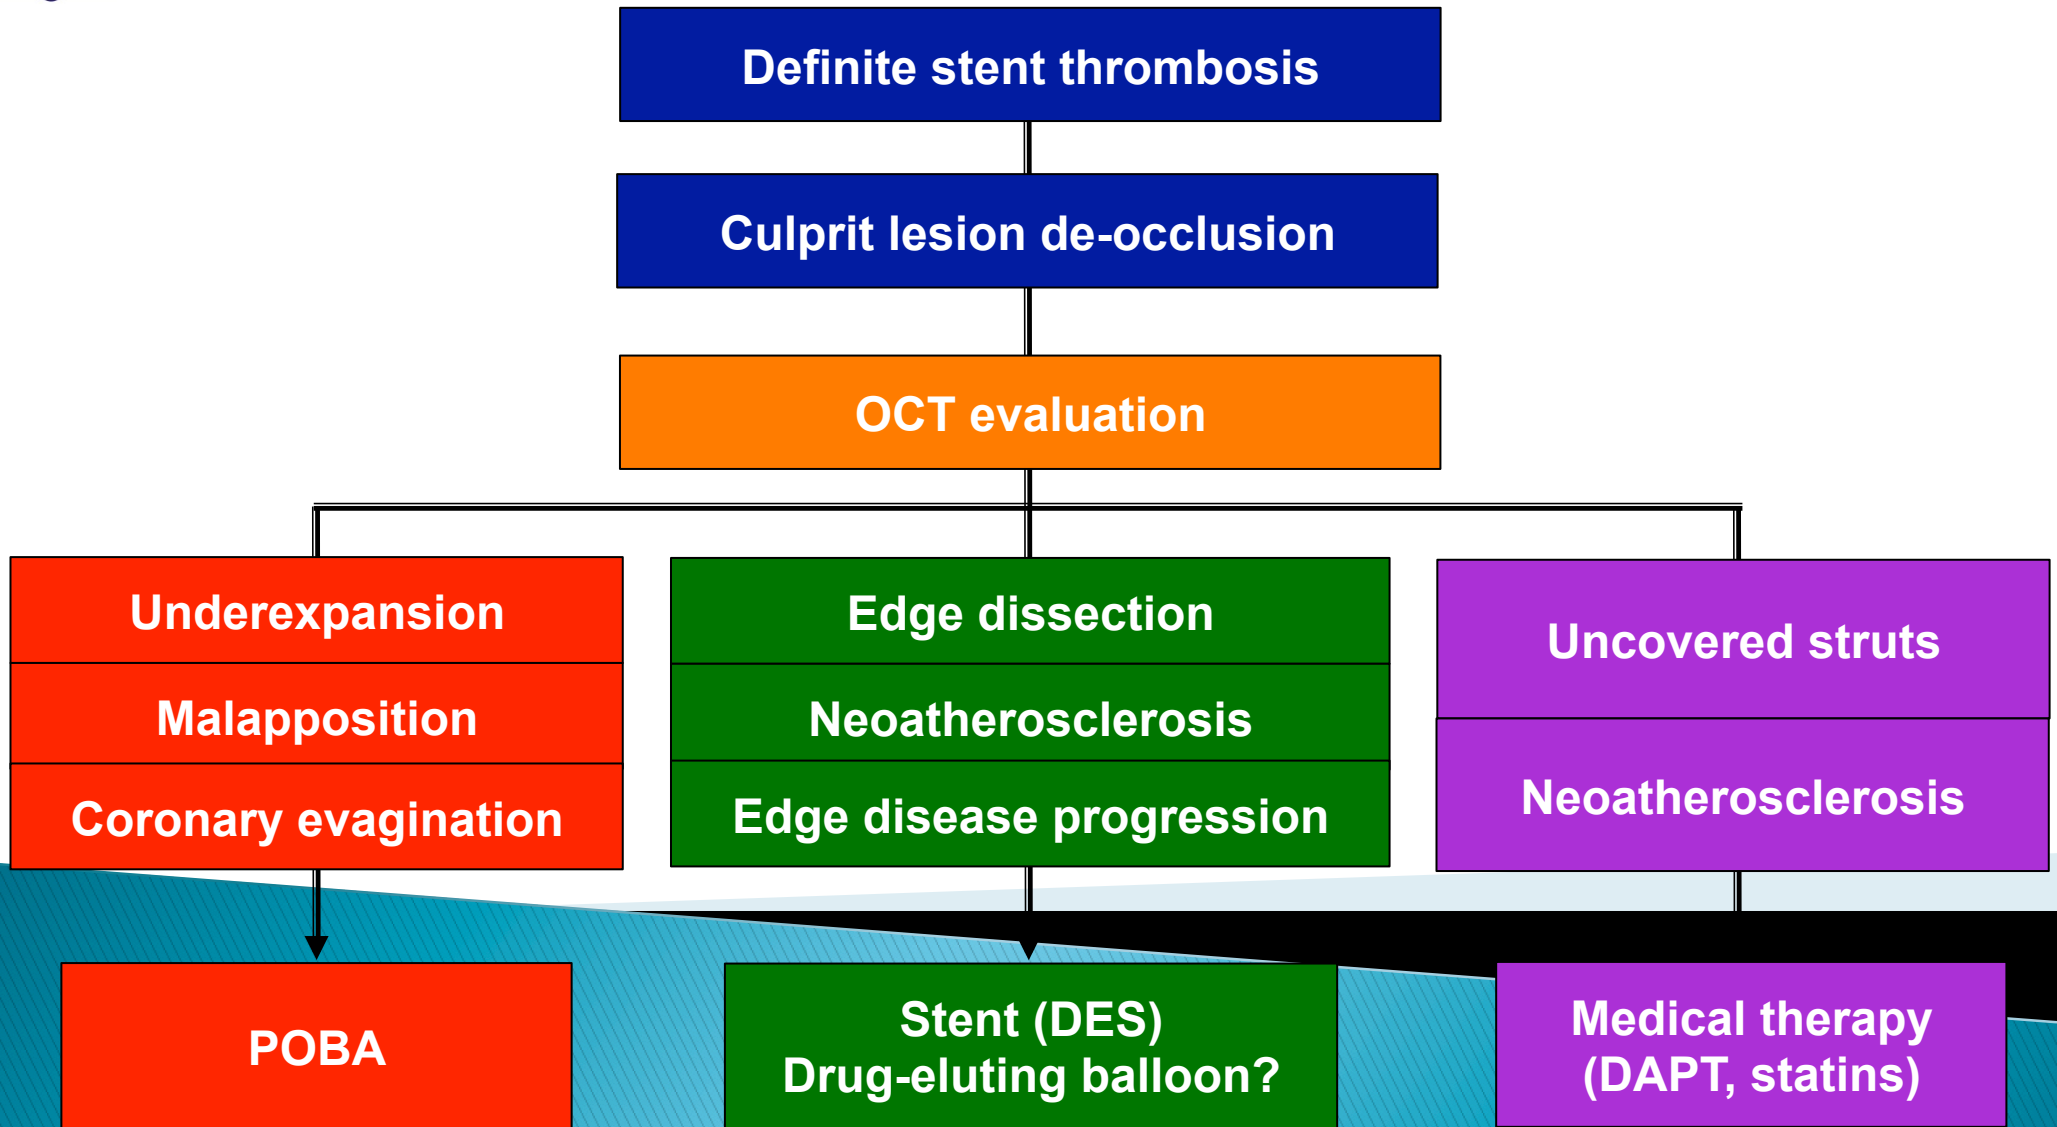 Definite stent thrombosis
Culprit lesion de-occlusion
OCT evaluation
Underexpansion
Malapposition
Coronary evagination
Edge dissection
Neoatherosclerosis
Edge disease progression
Uncovered struts
Neoatherosclerosis
POBA
Stent (DES)
Drug-eluting balloon?
Medical therapy
(DAPT, statins)